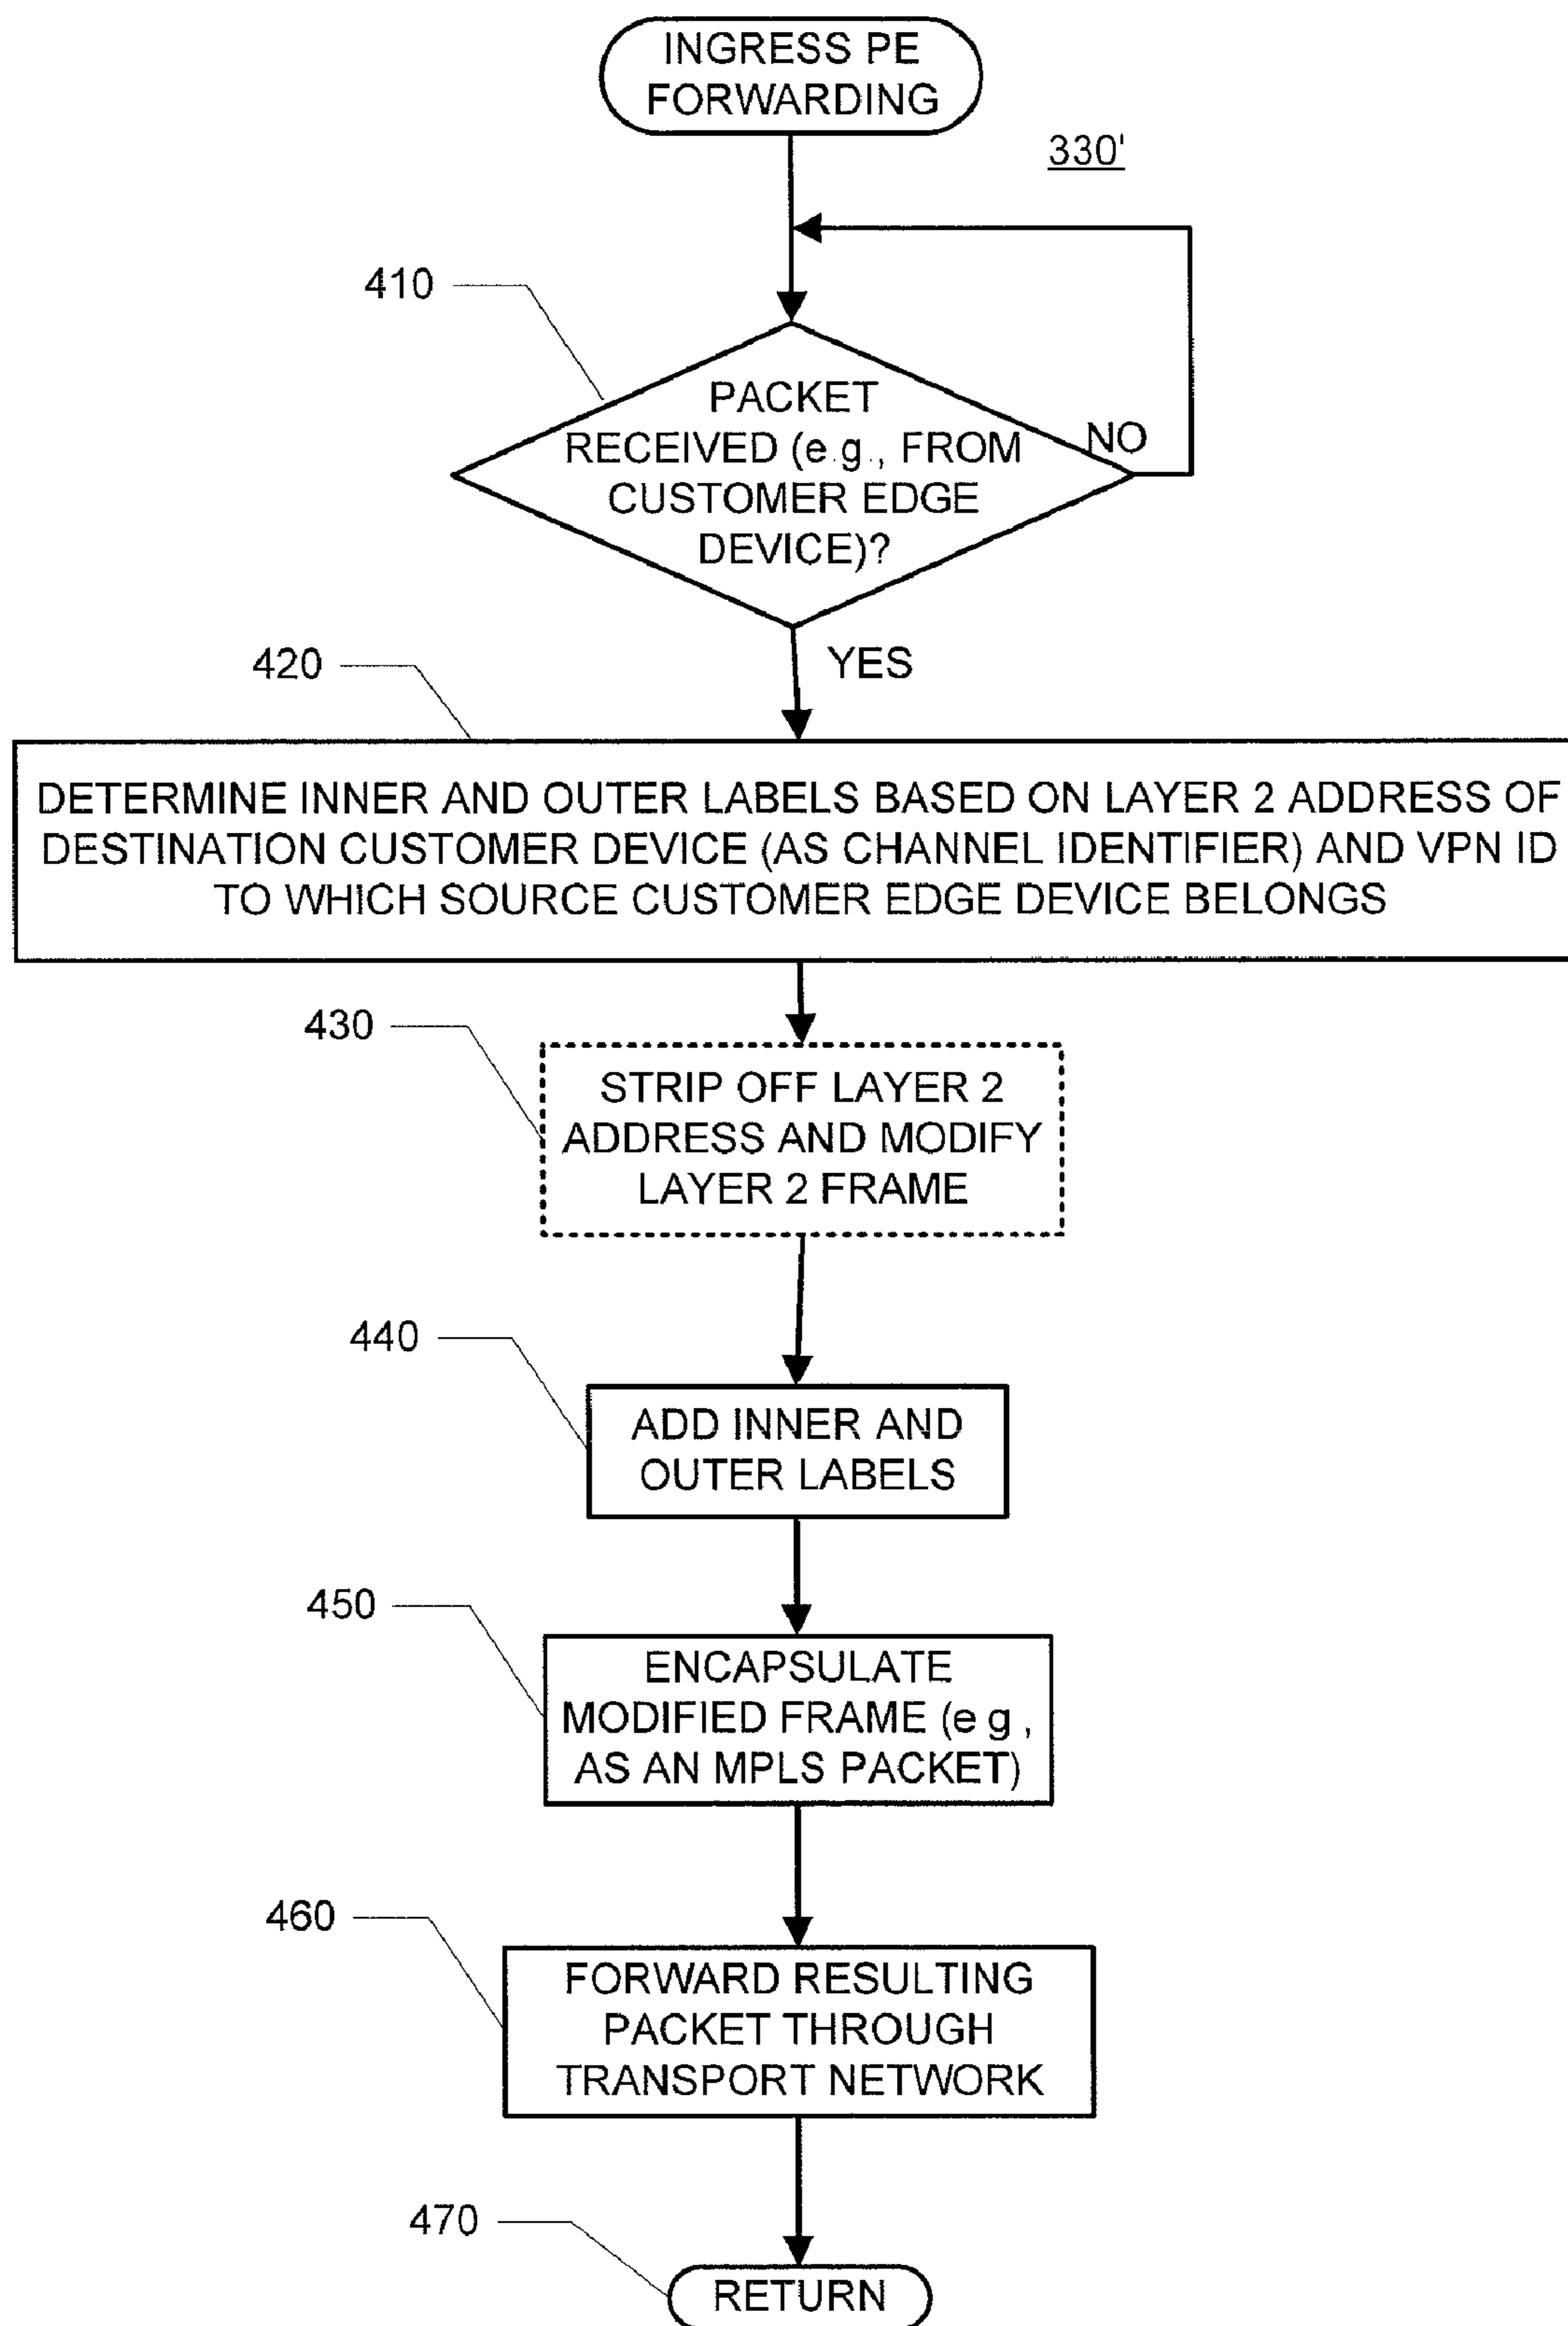 INGRESS PE
FORWARDING
330'
410
PACKET
RECEIVED (e.g., FROM
CUSTOMER EDGE
DEVICE)?
NO
YES
420
DETERMINE INNER AND OUTER LABELS BASED ON LAYER 2 ADDRESS OF
DESTINATION CUSTOMER DEVICE (AS CHANNEL IDENTIFIER) AND VPN ID
TO WHICH SOURCE CUSTOMER EDGE DEVICE BELONGS
430
STRIP OFF LAYER 2
ADDRESS AND MODIFY
LAYER 2 FRAME
440
ADD INNER AND
OUTER LABELS
450
ENCAPSULATE
MODIFIED FRAME (e g ,
AS AN MPLS PACKET)
460
FORWARD RESULTING
PACKET THROUGH
TRANSPORT NETWORK
470
RETURN